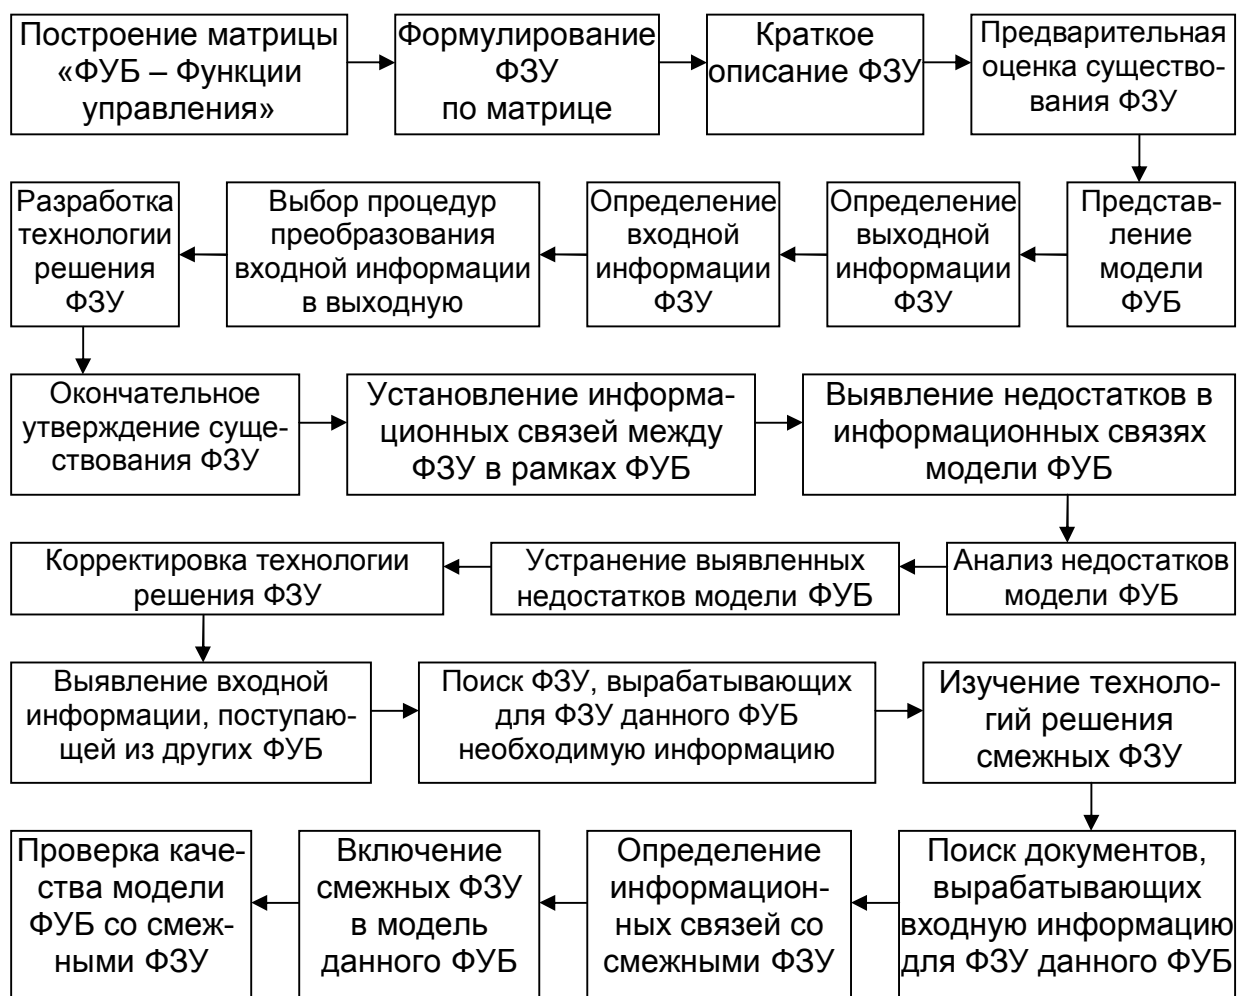 Построение матрицы
«ФУБ – Функции
управления»
Формулирование
ФЗУ
по матрице
Краткое
описание ФЗУ
Предварительная
оценка существо-
вания ФЗУ
Разработка
технологии
решения
ФЗУ
Выбор процедур
преобразования
входной информации
в выходную
Определение
входной
информации
ФЗУ
Определение
выходной
информации
ФЗУ
Представ-
ление
модели
ФУБ
Окончательное
утверждение суще-
ствования ФЗУ
Установление информа-
ционных связей между
ФЗУ в рамках ФУБ
Выявление недостатков в
информационных связях
модели ФУБ
Корректировка технологии
решения ФЗУ
Устранение выявленных
недостатков модели ФУБ
Анализ недостатков
модели ФУБ
Выявление входной
информации, поступаю-
щей из других ФУБ
Поиск ФЗУ, вырабатывающих
для ФЗУ данного ФУБ
необходимую информацию
Изучение техноло-
гий решения
смежных ФЗУ
Проверка каче-
ства модели
ФУБ со смеж-
ными ФЗУ
Включение
смежных ФЗУ
в модель
данного ФУБ
Определение
информацион-
ных связей со
смежными ФЗУ
Поиск документов,
вырабатывающих
входную информацию
для ФЗУ данного ФУБ